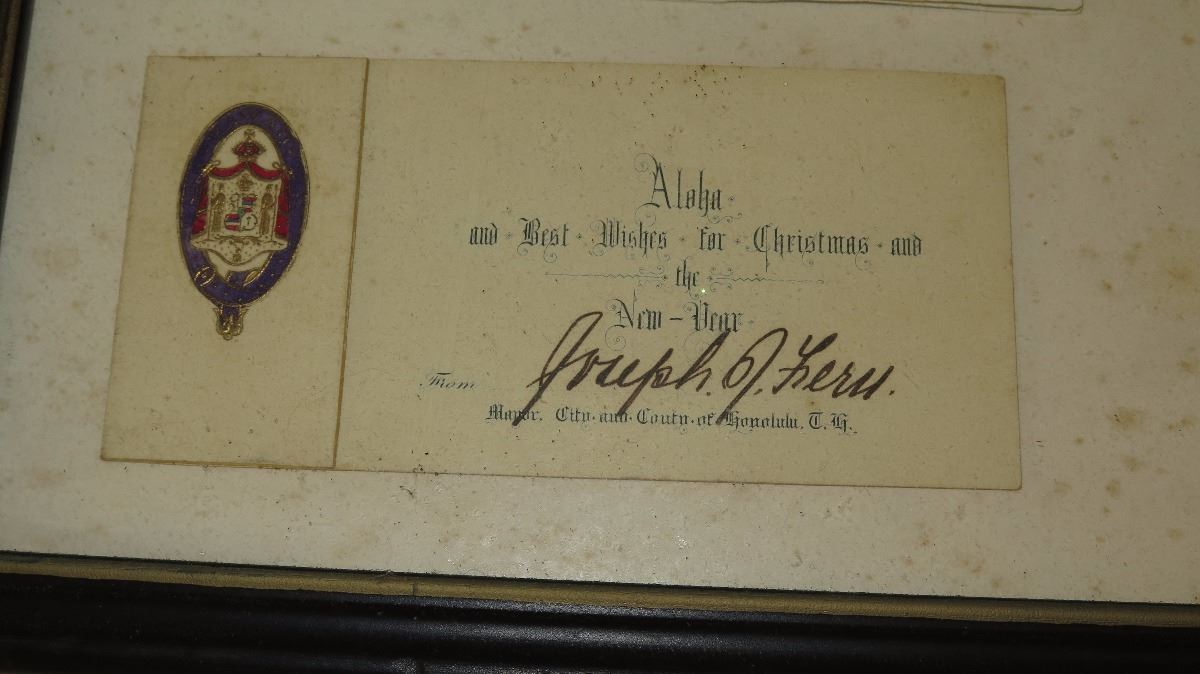 Aloha
and Best Wishes for Christmas and
the
New-Year
From Joseph. J. Fern.
Mayor. City and Couty of Honolulu, T. H.